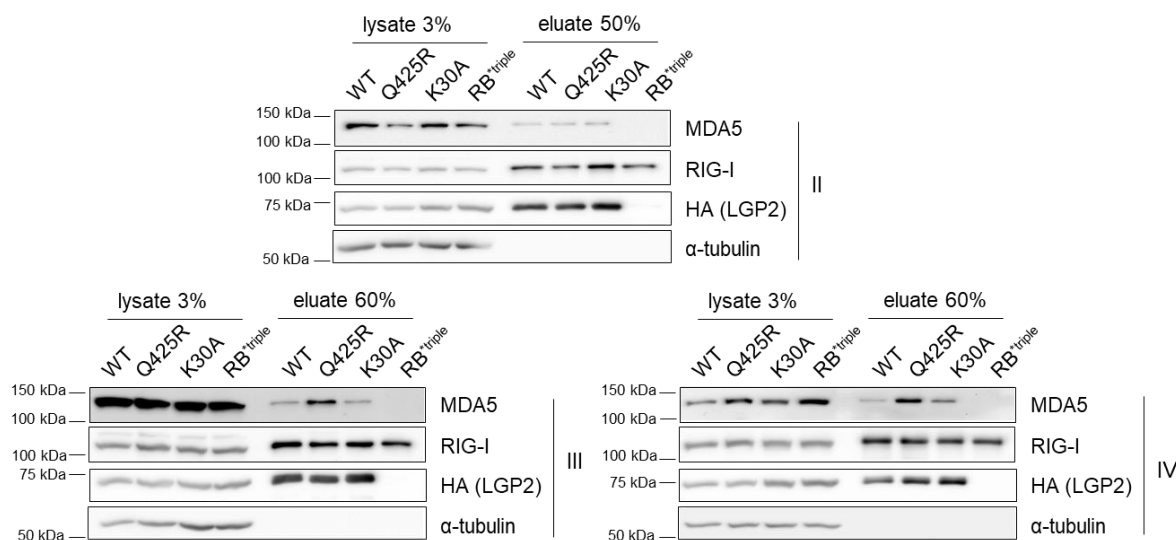 lysate 3% eluate 50%
WT Q425R K30A RB*triple WT Q425R K30A RB*triple
150 kDa
100 kDa
MDA5
100 kDa
RIG-I
75 kDa
HA (LGP2)
50 kDa
α-tubulin
II
lysate 3% eluate 60%
WT Q425R K30A RB*triple WT Q425R K30A RB*triple
150 kDa
100 kDa
MDA5
100 kDa
RIG-I
75 kDa
HA (LGP2)
50 kDa
α-tubulin
III
lysate 3% eluate 60%
WT Q425R K30A RB*triple WT Q425R K30A RB*triple
150 kDa
100 kDa
MDA5
100 kDa
RIG-I
75 kDa
HA (LGP2)
50 kDa
α-tubulin
IV